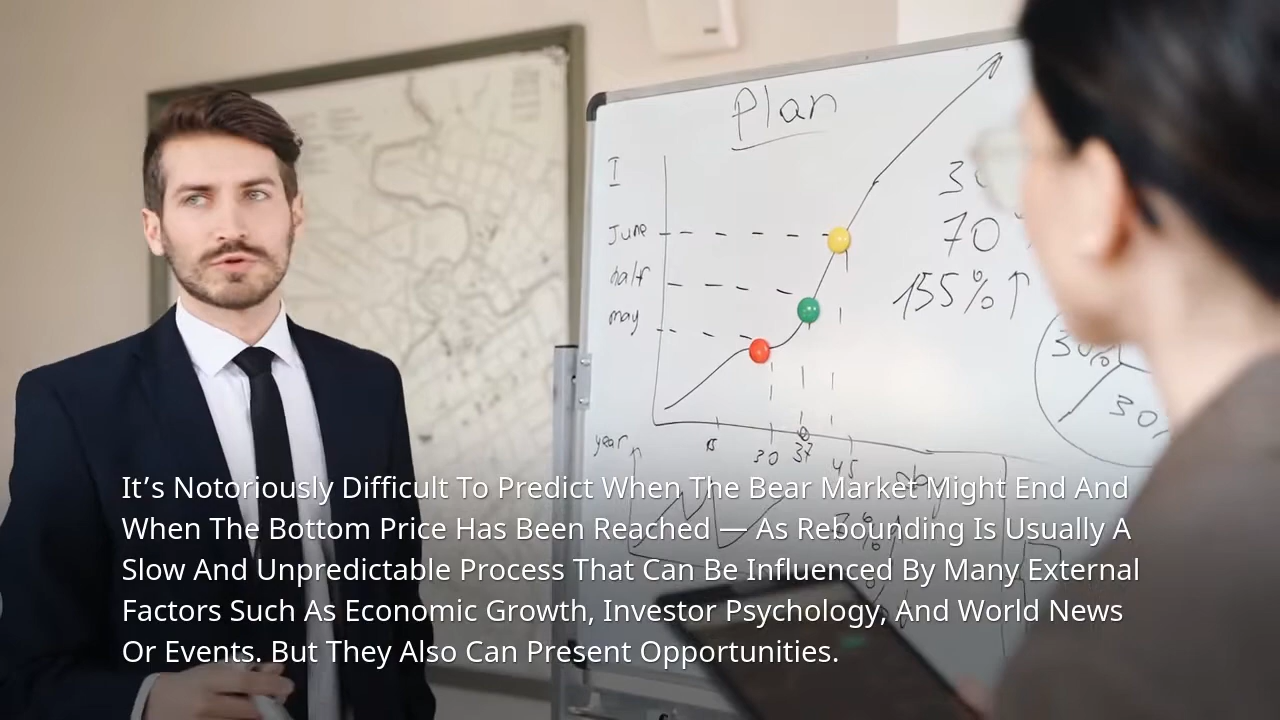 Plan
I
June
half
may
70
155%
30%
30
year
15
30
37
45
It’s Notoriously Difficult To Predict When The Bear Market Might End And
When The Bottom Price Has Been Reached — As Rebounding Is Usually A
Slow And Unpredictable Process That Can Be Influenced By Many External
Factors Such As Economic Growth, Investor Psychology, And World News
Or Events. But They Also Can Present Opportunities.